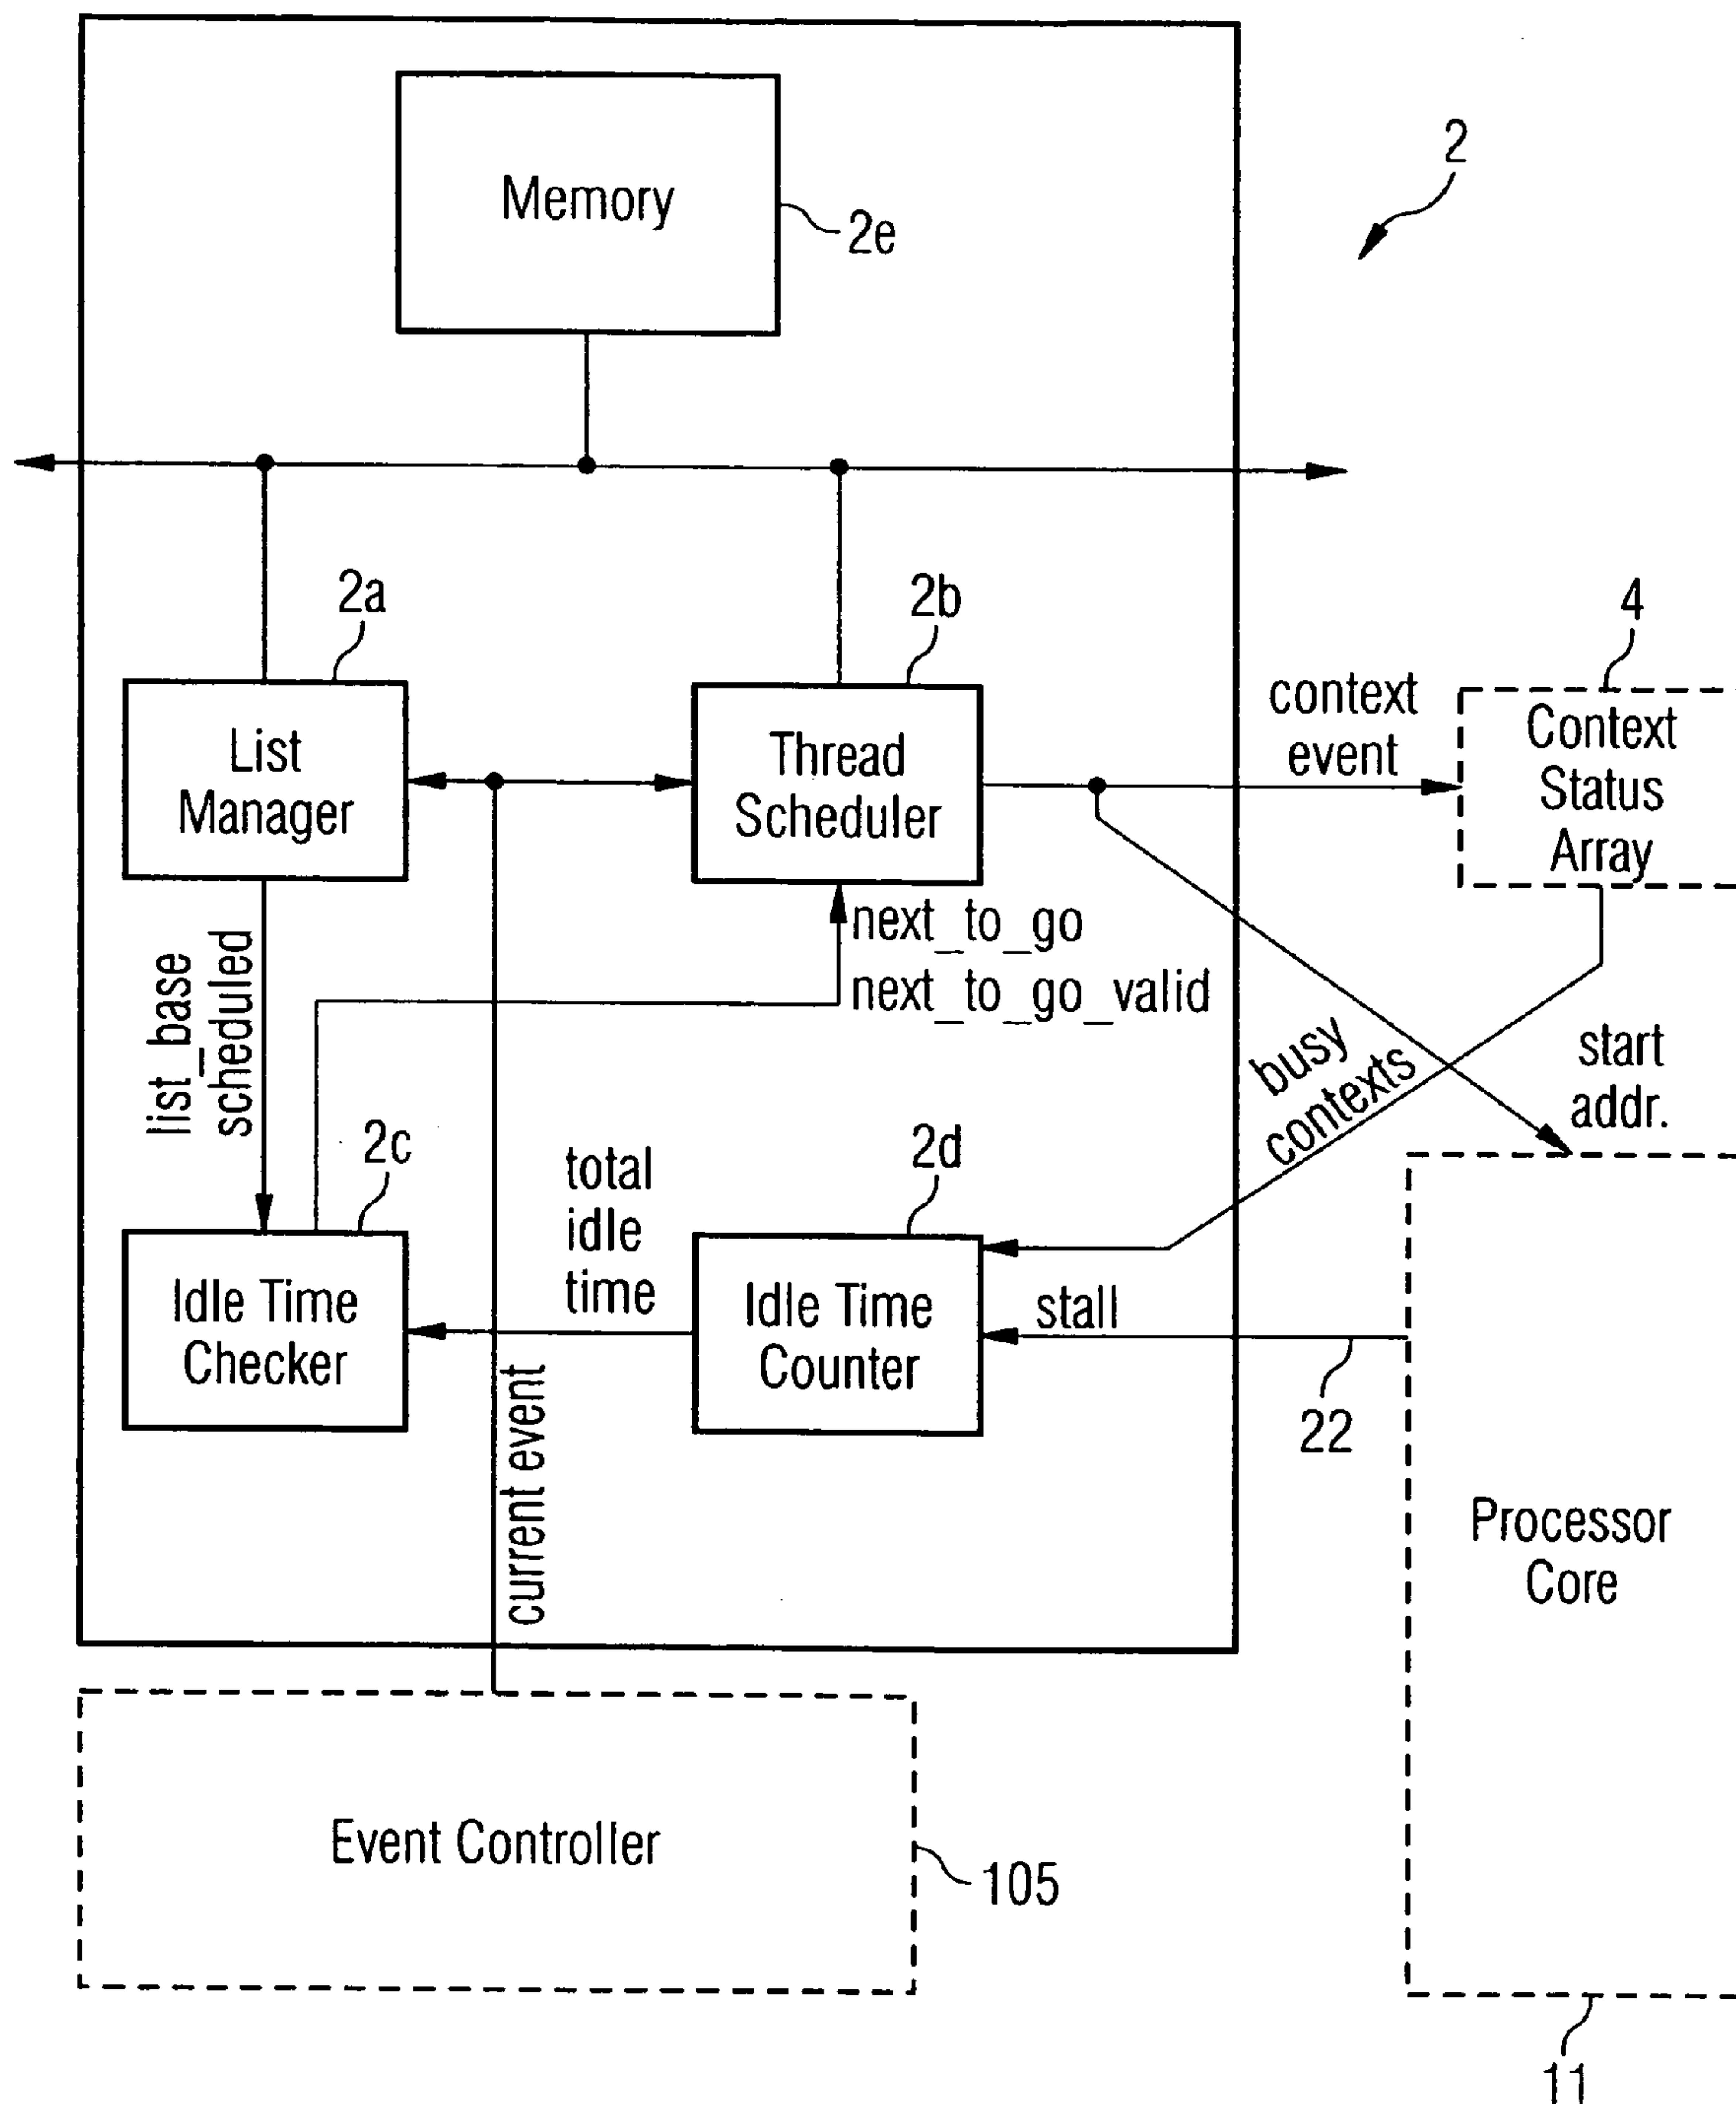 Memory
2e
2
2a
2b
4
List
Manager
Thread
Scheduler
context
event
Context
Status
Array
list_base
scheduled
next_to_go
next_to_go_valid
busy
contexts
start
addr.
2c
total
idle
time
2d
Idle Time
Checker
Idle Time
Counter
stall
22
current event
Processor
Core
Event Controller
105
11